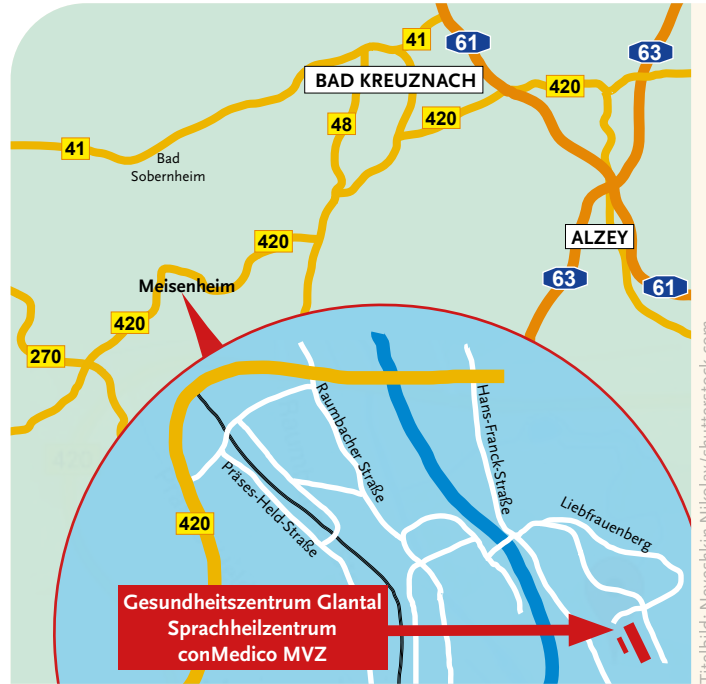 61
41
63
BAD KREUZNACH
420
420
48
41
Bad
Sobernheim
420
ALZEY
63
61
Meisenheim
420
270
Raumbacher Straße
Hans-Franck-Straße
Präses-Held-Straße
Liebfrauenberg
420
Gesundheitszentrum Glantal
Sprachheilzentrum
conMedico MVZ